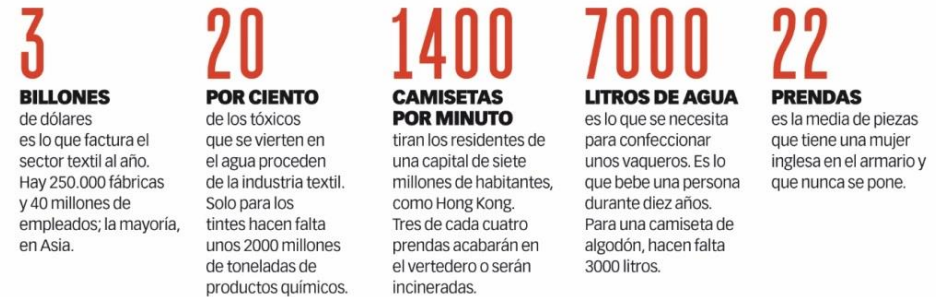 3
BILLONES
de dólares
es lo que factura el
sector textil al año.
Hay 250.000 fábricas
y 40 millones de
empleados; la mayoría,
en Asia.
20
POR CIENTO
de los tóxicos
que se vierten en
el agua proceden
de la industria textil.
Solo para los
tintes hacen falta
unos 2000 millones
de toneladas de
productos químicos.
1400
CAMISETAS
POR MINUTO
tiran los residentes de
una capital de siete
millones de habitantes,
como Hong Kong.
Tres de cada cuatro
prendas acabarán en
el vertedero o serán
incineradas.
7000
LITROS DE AGUA
es lo que se necesita
para confeccionar
unos vaqueros. Es lo
que bebe una persona
durante diez años.
Para una camiseta de
algodón, hacen falta
3000 litros.
22
PRENDAS
es la media de piezas
que tiene una mujer
inglesa en el armario y
que nunca se pone.